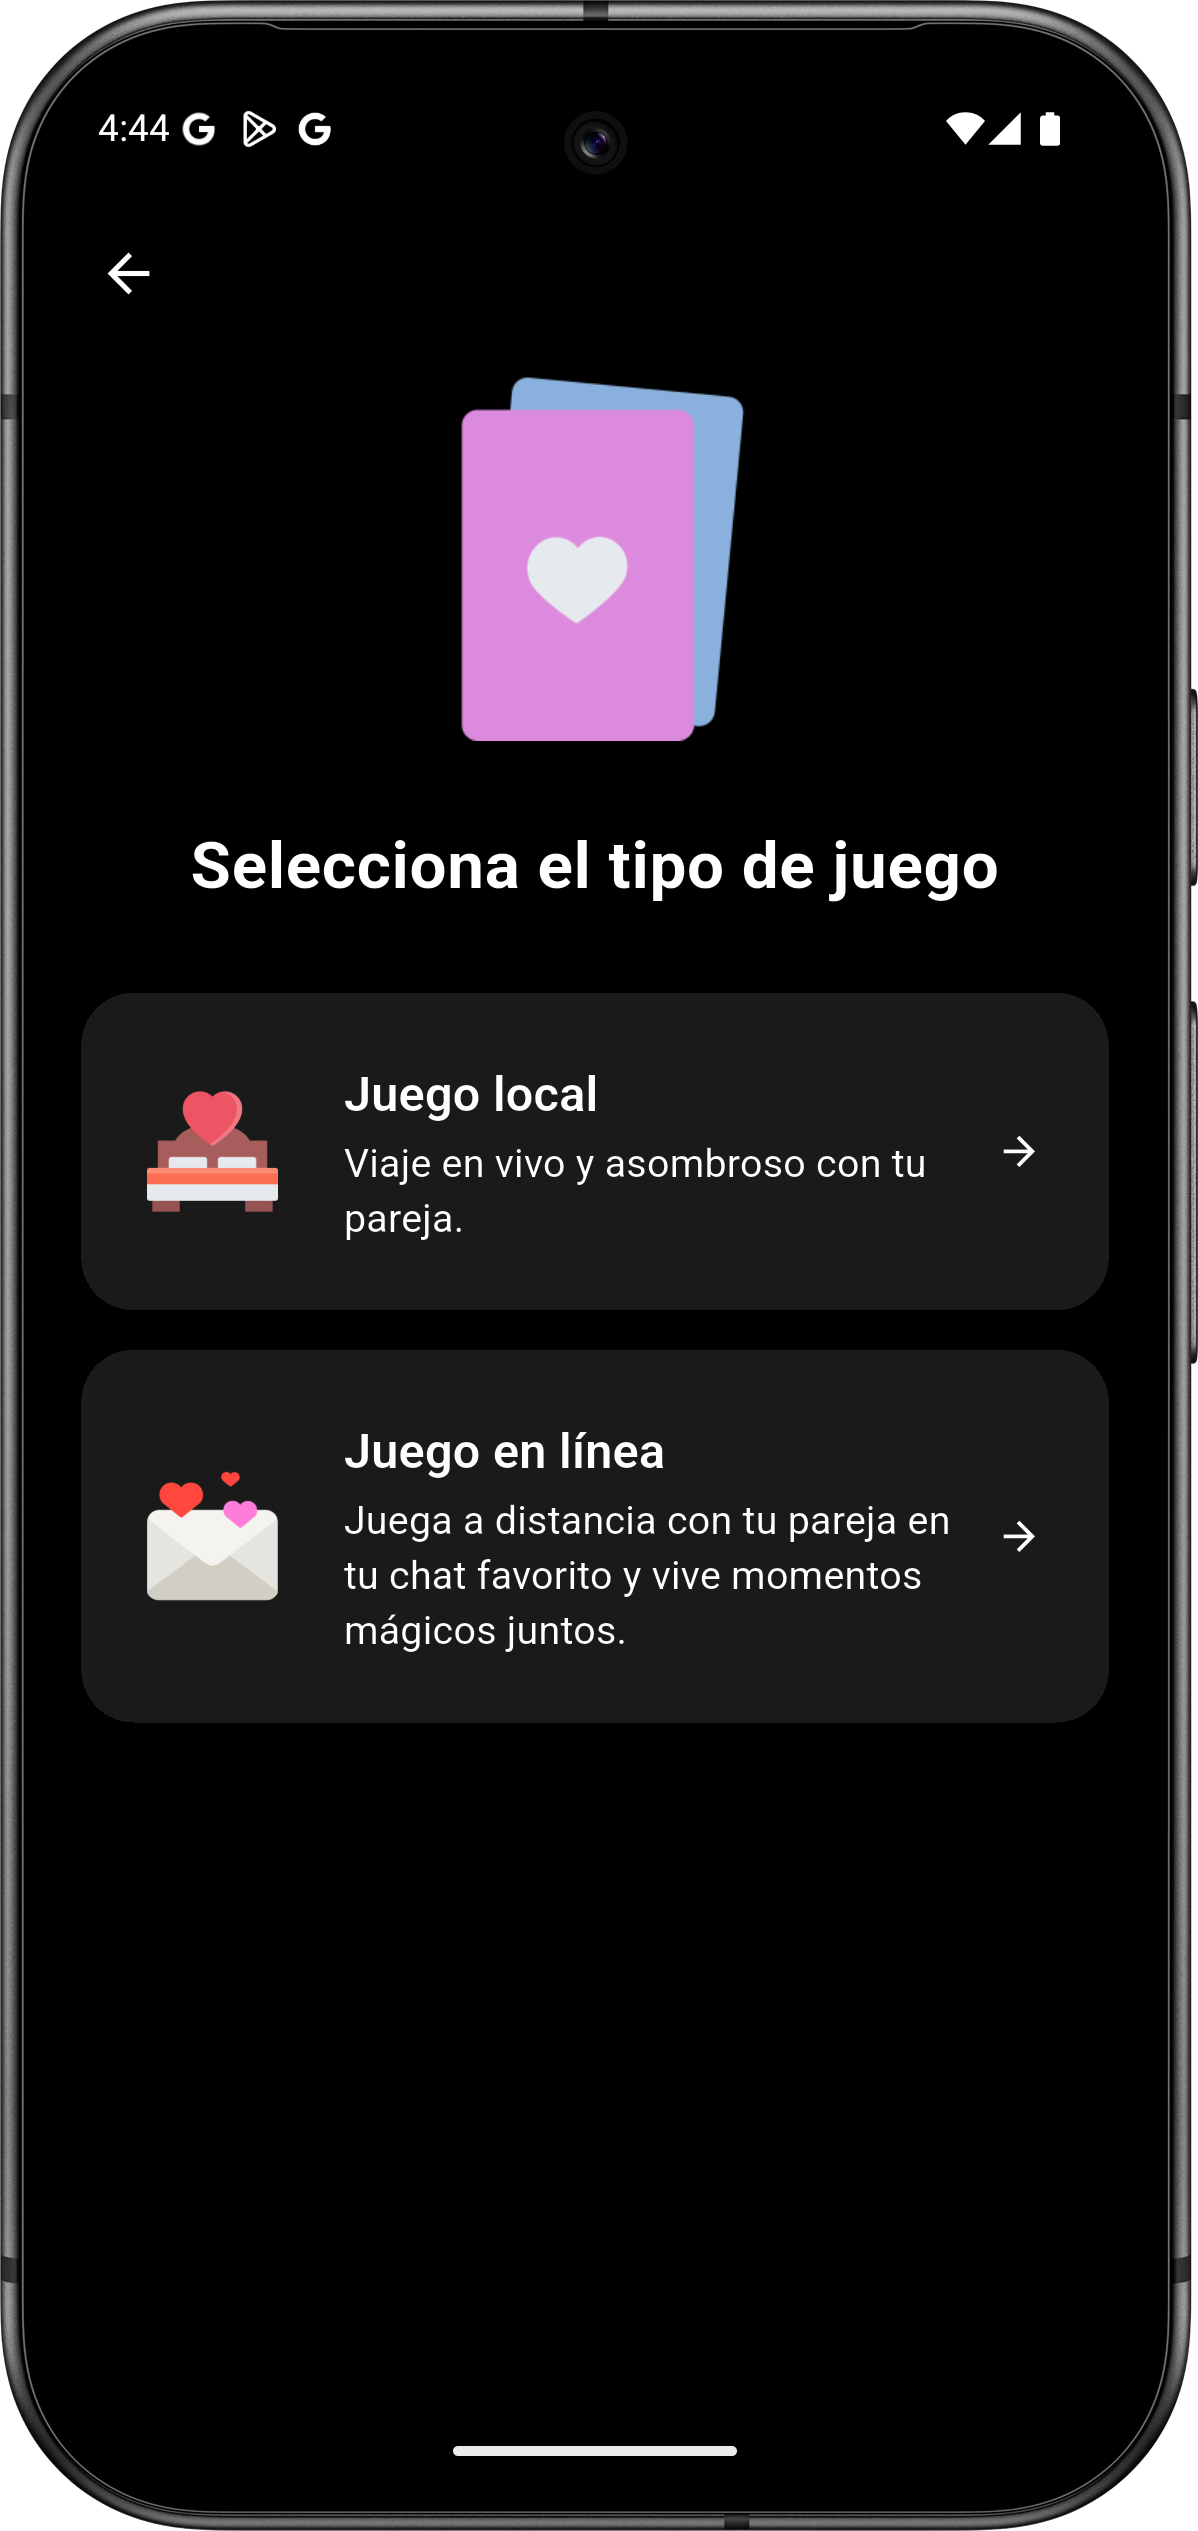 4:44
Selecciona el tipo de juego
Juego local
Viaje en vivo y asombroso con tu
pareja.
Juego en línea
Juega a distancia con tu pareja en
tu chat favorito y vive momentos
mágicos juntos.